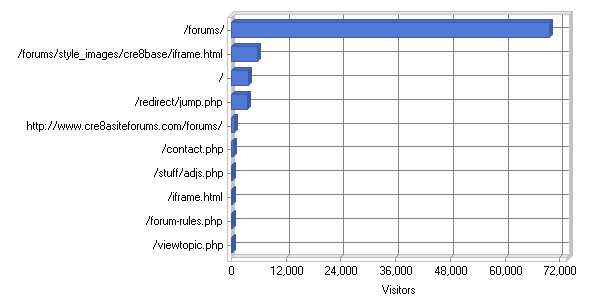 /forums/
/forums/style_images/cre8base/iframe.html
/
/redirect/jump.php
http://www.cre8asiteforums.com/forums/
/contact.php
/stuff/adjs.php
/iframe.html
/forum-rules.php
/viewtopic.php
0 12,000 24,000 36,000 48,000 60,000 72,000
Visitors